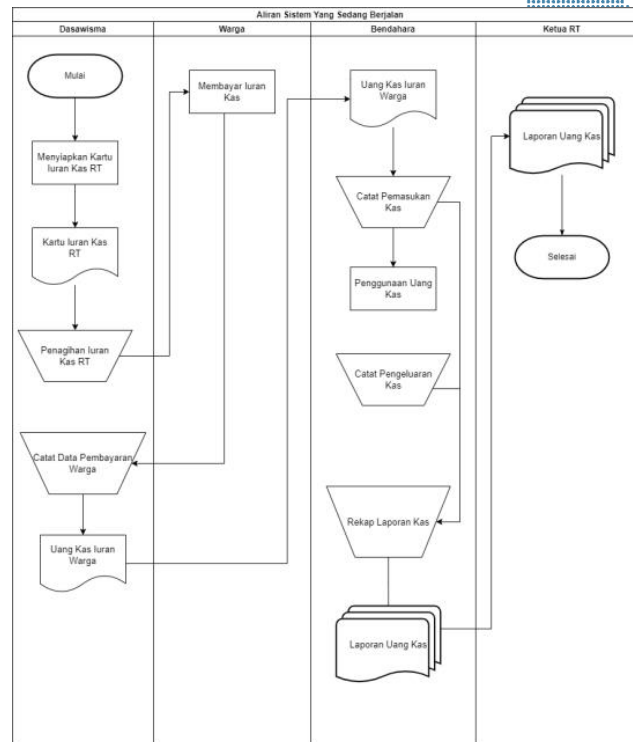 Aliran Sistem Yang Sedang Berjalan
Dasawisma
Warga
Bendahara
Ketua RT
Mulai
Menyiapkan Kartu
Iuran Kas RT
Kartu Iuran Kas
RT
Penagihan Iuran
Kas RT
Catat Data Pembayaran
Warga
Uang Kas Iuran
Warga
Membayar Iuran
Kas
Uang Kas Iuran
Warga
Catat Pemasukan
Kas
Penggunaan Uang
Kas
Catat Pengeluaran
Kas
Rekap Laporan Kas
Laporan Uang Kas
Laporan Uang Kas
Selesai